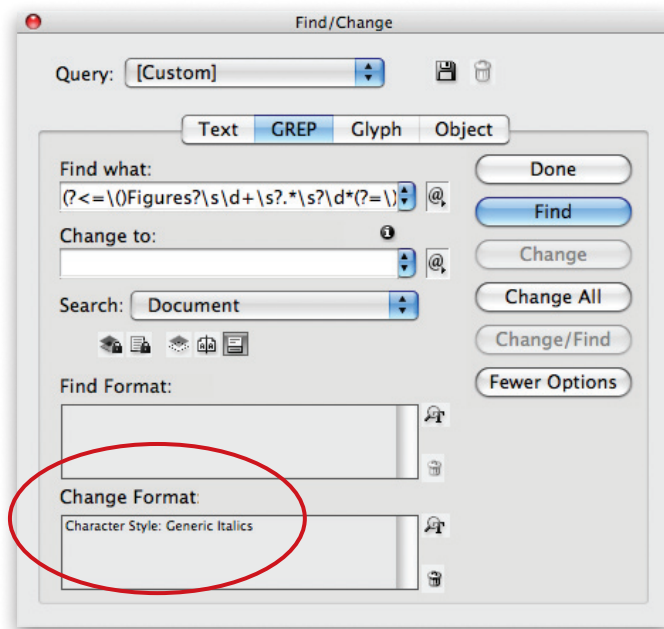 Find/Change
Query: [Custom]
Text GREP Glyph Object
Find what:
(?<=\()Figures?\s\d+\s?.*\s?\d*(?=\)
Change to:
Search: Document
Find Format:
Change Format:
Character Style: Generic Italics
Done
Find
Change
Change All
Change/Find
Fewer Options